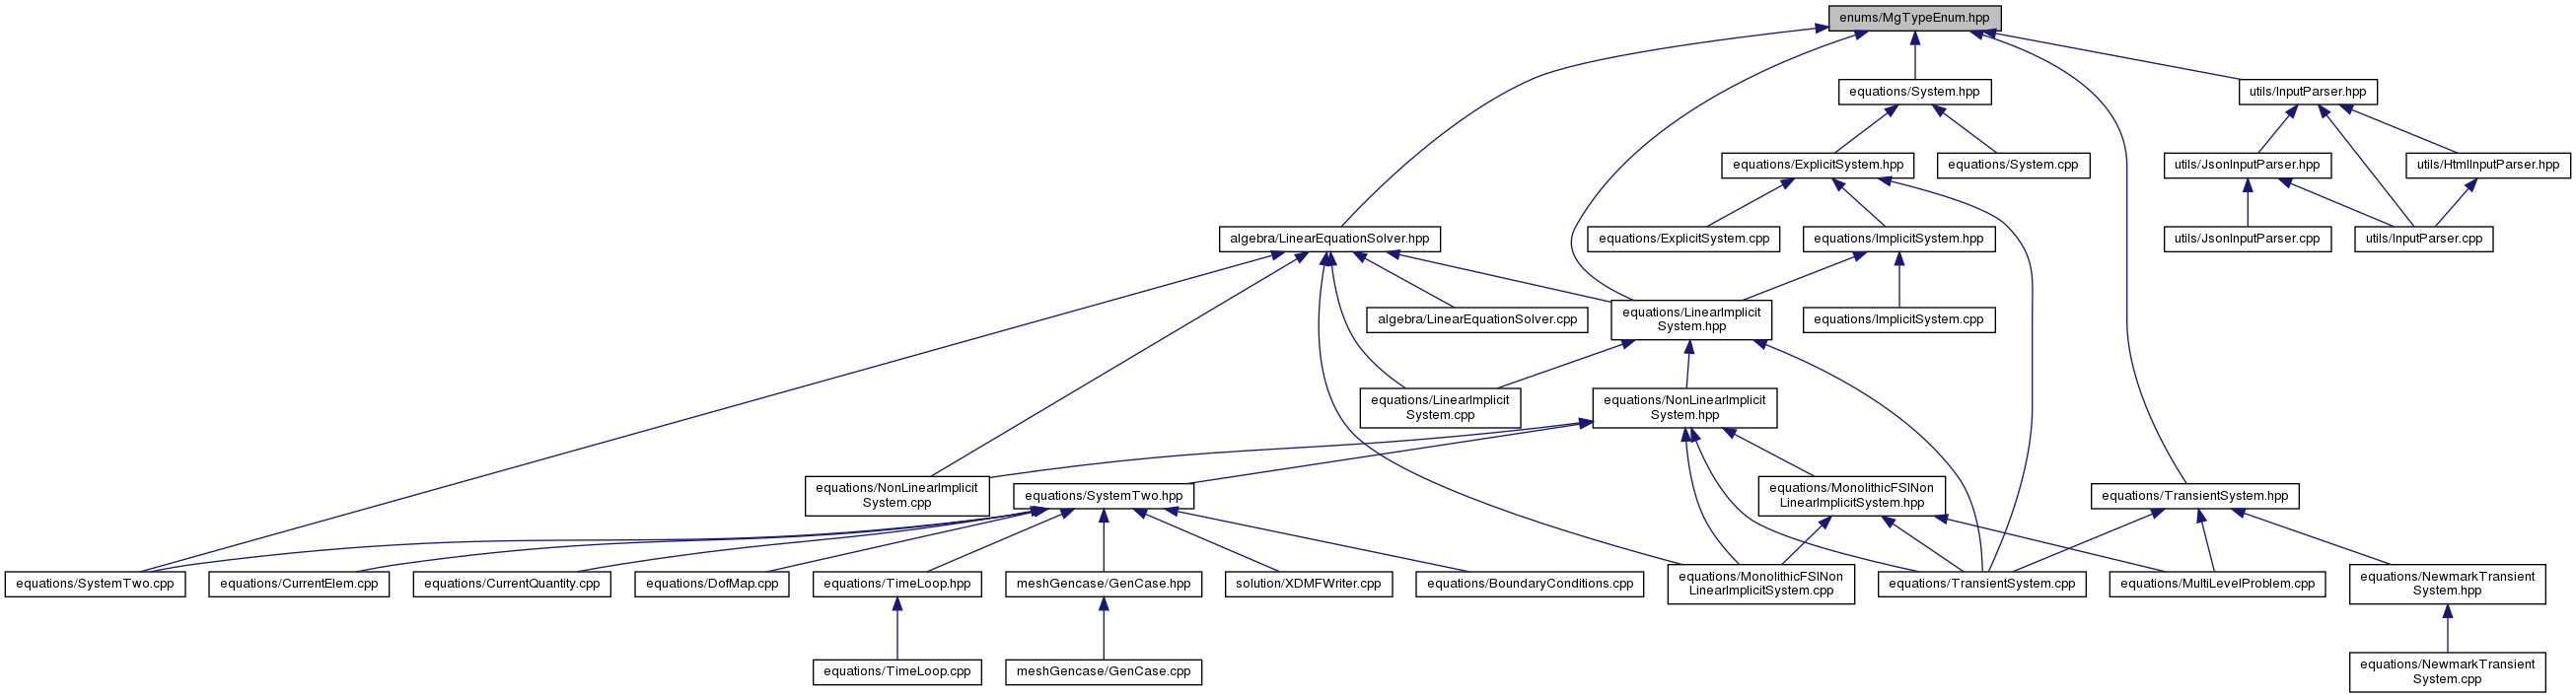 enums/MgTypeEnum.hpp
equations/System.hpp
utils/InputParser.hpp
equations/ExplicitSystem.hpp
equations/System.cpp
utils/JsonInputParser.hpp
utils/HtmlInputParser.hpp
algebra/LinearEquationSolver.hpp
equations/ExplicitSystem.cpp
equations/ImplicitSystem.hpp
utils/JsonInputParser.cpp
utils/InputParser.cpp
algebra/LinearEquationSolver.cpp
equations/LinearImplicit
System.hpp
equations/ImplicitSystem.cpp
equations/LinearImplicit
System.cpp
equations/NonLinearImplicit
System.hpp
equations/NonLinearImplicit
System.cpp
equations/SystemTwo.hpp
equations/MonolithicFSINon
LinearImplicitSystem.hpp
equations/TransientSystem.hpp
equations/SystemTwo.cpp
equations/CurrentElem.cpp
equations/CurrentQuantity.cpp
equations/DofMap.cpp
equations/TimeLoop.hpp
meshGencase/GenCase.hpp
solution/XDMFWriter.cpp
equations/BoundaryConditions.cpp
equations/MonolithicFSINon
LinearImplicitSystem.cpp
equations/TransientSystem.cpp
equations/MultiLevelProblem.cpp
equations/NewmarkTransient
System.hpp
equations/TimeLoop.cpp
meshGencase/GenCase.cpp
equations/NewmarkTransient
System.cpp